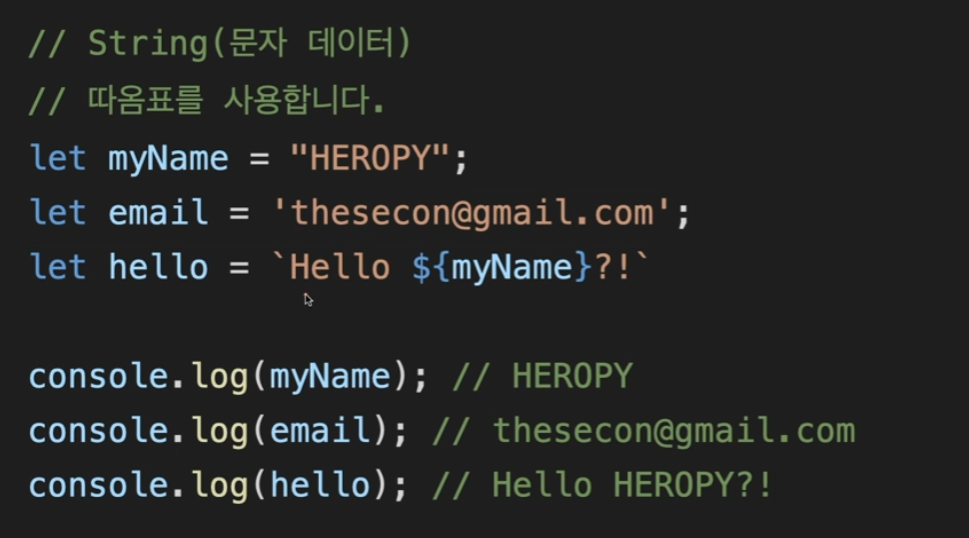 // String(문자 데이터)
// 따옴표를 사용합니다.
let myName = "HEROPY";
let email = 'thesecon@gmail.com';
let hello = `Hello ${myName}?!`
console.log(myName); // HEROPY
console.log(email); // thesecon@gmail.com
console.log(hello); // Hello HEROPY?!